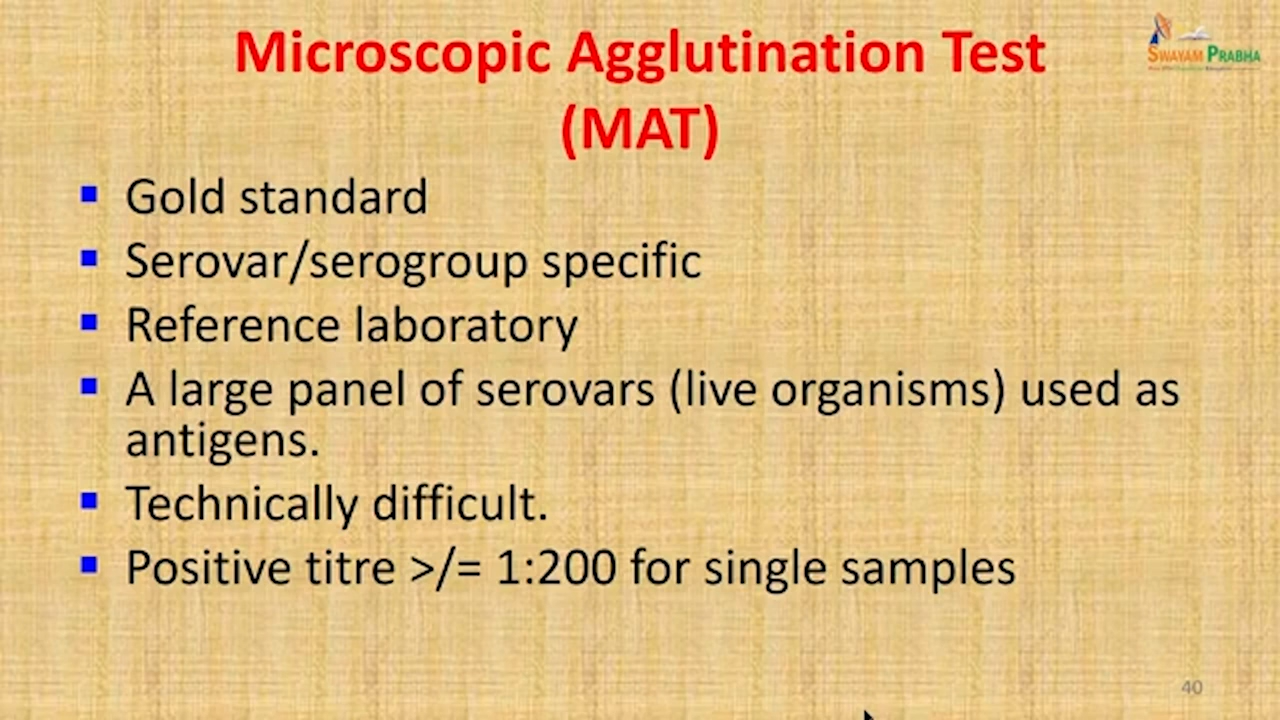 Microscopic Agglutination Test
(MAT)
SWAYAM PRABHA
▪ Gold standard
▪ Serovar/serogroup specific
▪ Reference laboratory
▪ A large panel of serovars (live organisms) used as
antigens.
▪ Technically difficult.
▪ Positive titre >/= 1:200 for single samples
40